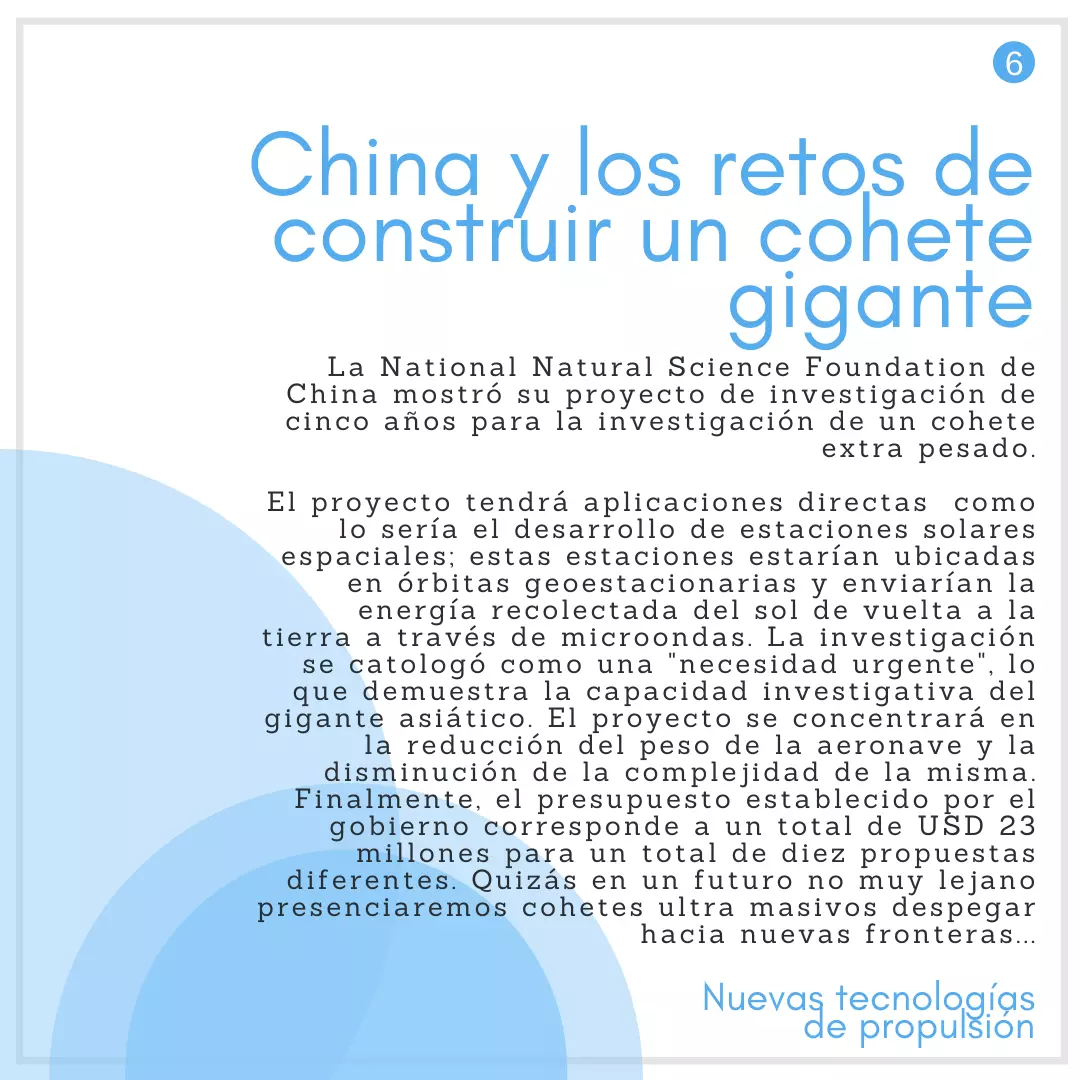 6
China y los retos de
construir un cohete
gigante
La National Natural Science Foundation de
China mostró su proyecto de investigación de
cinco años para la investigación de un cohete
extra pesado.
El proyecto tendrá aplicaciones directas  como
lo sería el desarrollo de estaciones solares
espaciales; estas estaciones estarían ubicadas
en órbitas geoestacionarias y enviarían la
energía recolectada del sol de vuelta a la
tierra a través de microondas. La investigación
se catologó como una "necesidad urgente", lo
que demuestra la capacidad investigativa del
gigante asiático. El proyecto se concentrará en
la reducción del peso de la aeronave y la
disminución de la complejidad de la misma.
Finalmente, el presupuesto establecido por el
gobierno corresponde a un total de USD 23
millones para un total de diez propuestas
diferentes. Quizás en un futuro no muy lejano
presenciaremos cohetes ultra masivos despegar
hacia nuevas fronteras...
Nuevas tecnologías
de propulsión